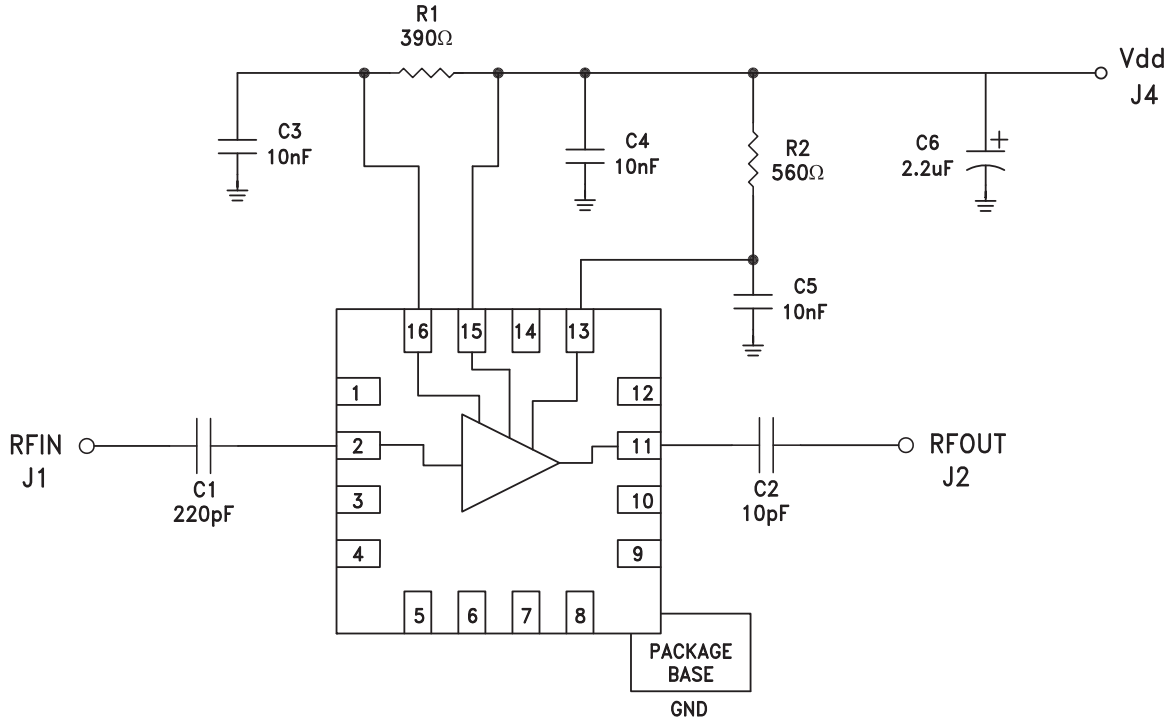 R1
390Ω
Vdd
J4
C3
10nF
C4
10nF
R2
560Ω
C6
+
2.2uF
C5
10nF
16
15
14
13
1
12
RFIN
J1
2
11
RFOUT
J2
C1
220pF
C2
10pF
3
10
4
9
5
6
7
8
PACKAGE
BASE
GND